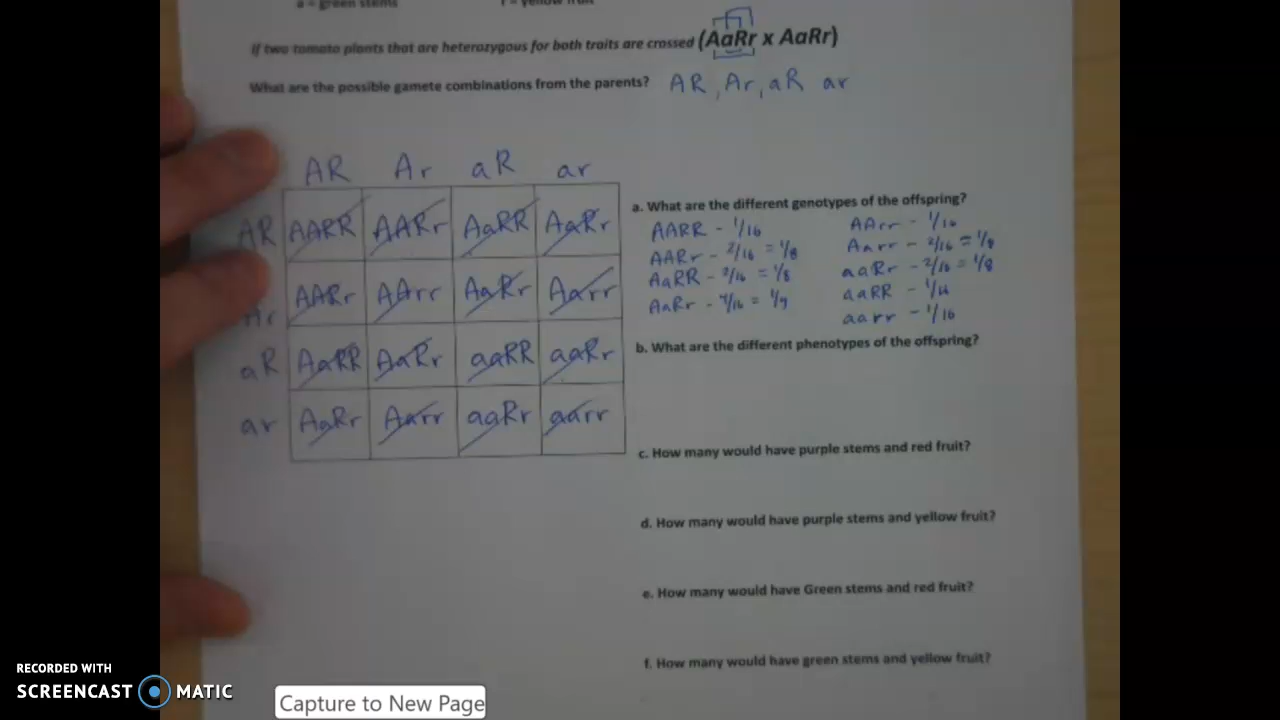 a = green stems
r = yellow fruit
If two tomato plants that are heterozygous for both traits are crossed (AaRr x AaRr)
What are the possible gamete combinations from the parents? AR, Ar, aR ar
AR Ar aR ar
AR AARR AARr AaRR AaRr
Ar AARr AArr AaRr Aarr
aR AaRR AaRr aaRR aaRr
ar AaRr Aarr aaRr aarr
a. What are the different genotypes of the offspring?
AARR - 1/16
AARr - 2/16 = 1/8
AaRR - 2/16 = 1/8
AaRr - 4/16 = 1/4
AArr - 1/16
Aarr - 2/16 = 1/8
aaRr - 2/16 = 1/8
aaRR - 1/16
aarr - 1/16
b. What are the different phenotypes of the offspring?
c. How many would have purple stems and red fruit?
d. How many would have purple stems and yellow fruit?
e. How many would have Green stems and red fruit?
f. How many would have green stems and yellow fruit?
RECORDED WITH
SCREENCAST MATIC
Capture to New Page